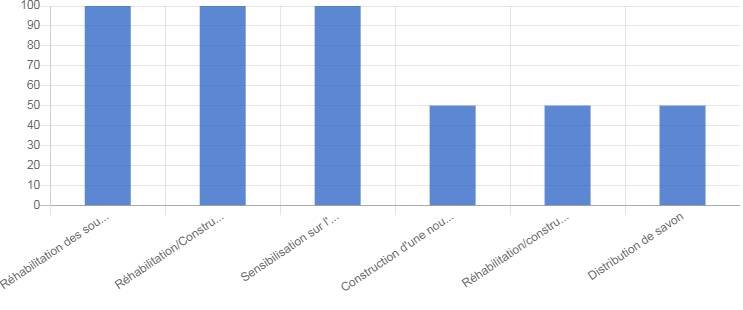 100
90
80
70
60
50
40
30
20
10
0
Réhabilitation des sou...
Réhabilitation/Constru...
Sensibilisation sur l'...
Construction d'une nou...
Réhabilitation/constru...
Distribution de savon